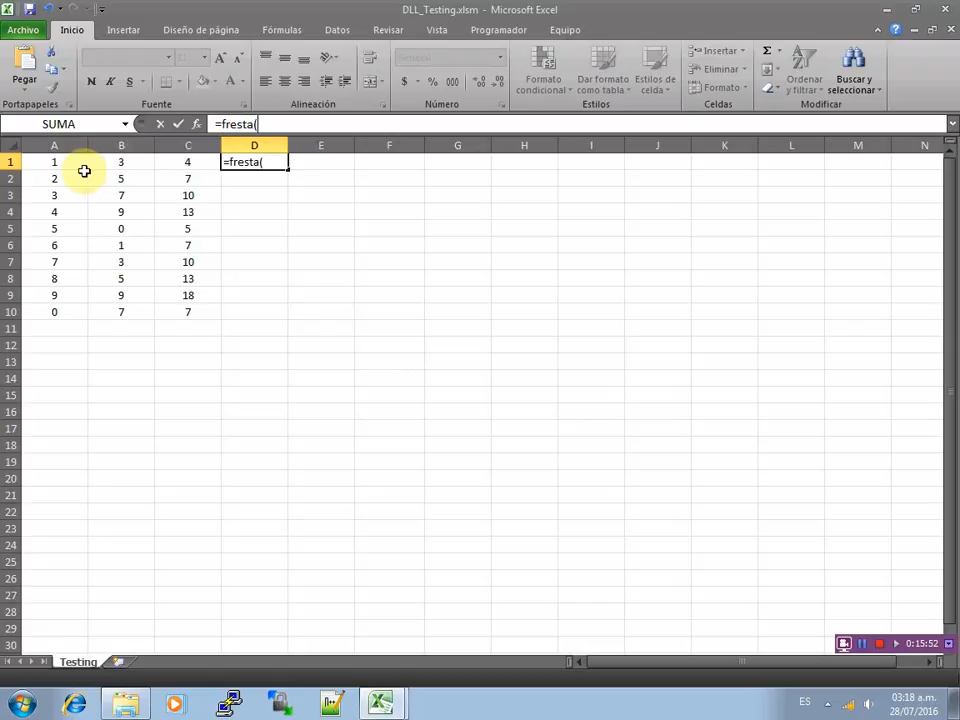 DLL_Testing.xlsm - Microsoft Excel
Archivo Inicio Insertar Diseño de página Fórmulas Datos Revisar Vista Programador Equipo
Pegar
N K S
A A
$ % 000
General
Formato condicional
Dar formato como tabla
Estilos de celda
Insertar
Eliminar
Formato
Σ
Ordenar y filtrar
Buscar y seleccionar
Portapapeles Fuente Alineación Número Estilos Celdas Modificar
SUMA fx =fresta(
A B C D E F G H I J K L M N
1 1 3 4 =fresta(
2 2 5 7
3 3 7 10
4 4 9 13
5 5 0 5
6 6 1 7
7 7 3 10
8 8 5 13
9 9 9 18
10 0 7 7
11
12
13
14
15
16
17
18
19
20
21
22
23
24
25
26
27
28
29
30
0:15:52
Testing
ES
03:18 a.m.
28/07/2016